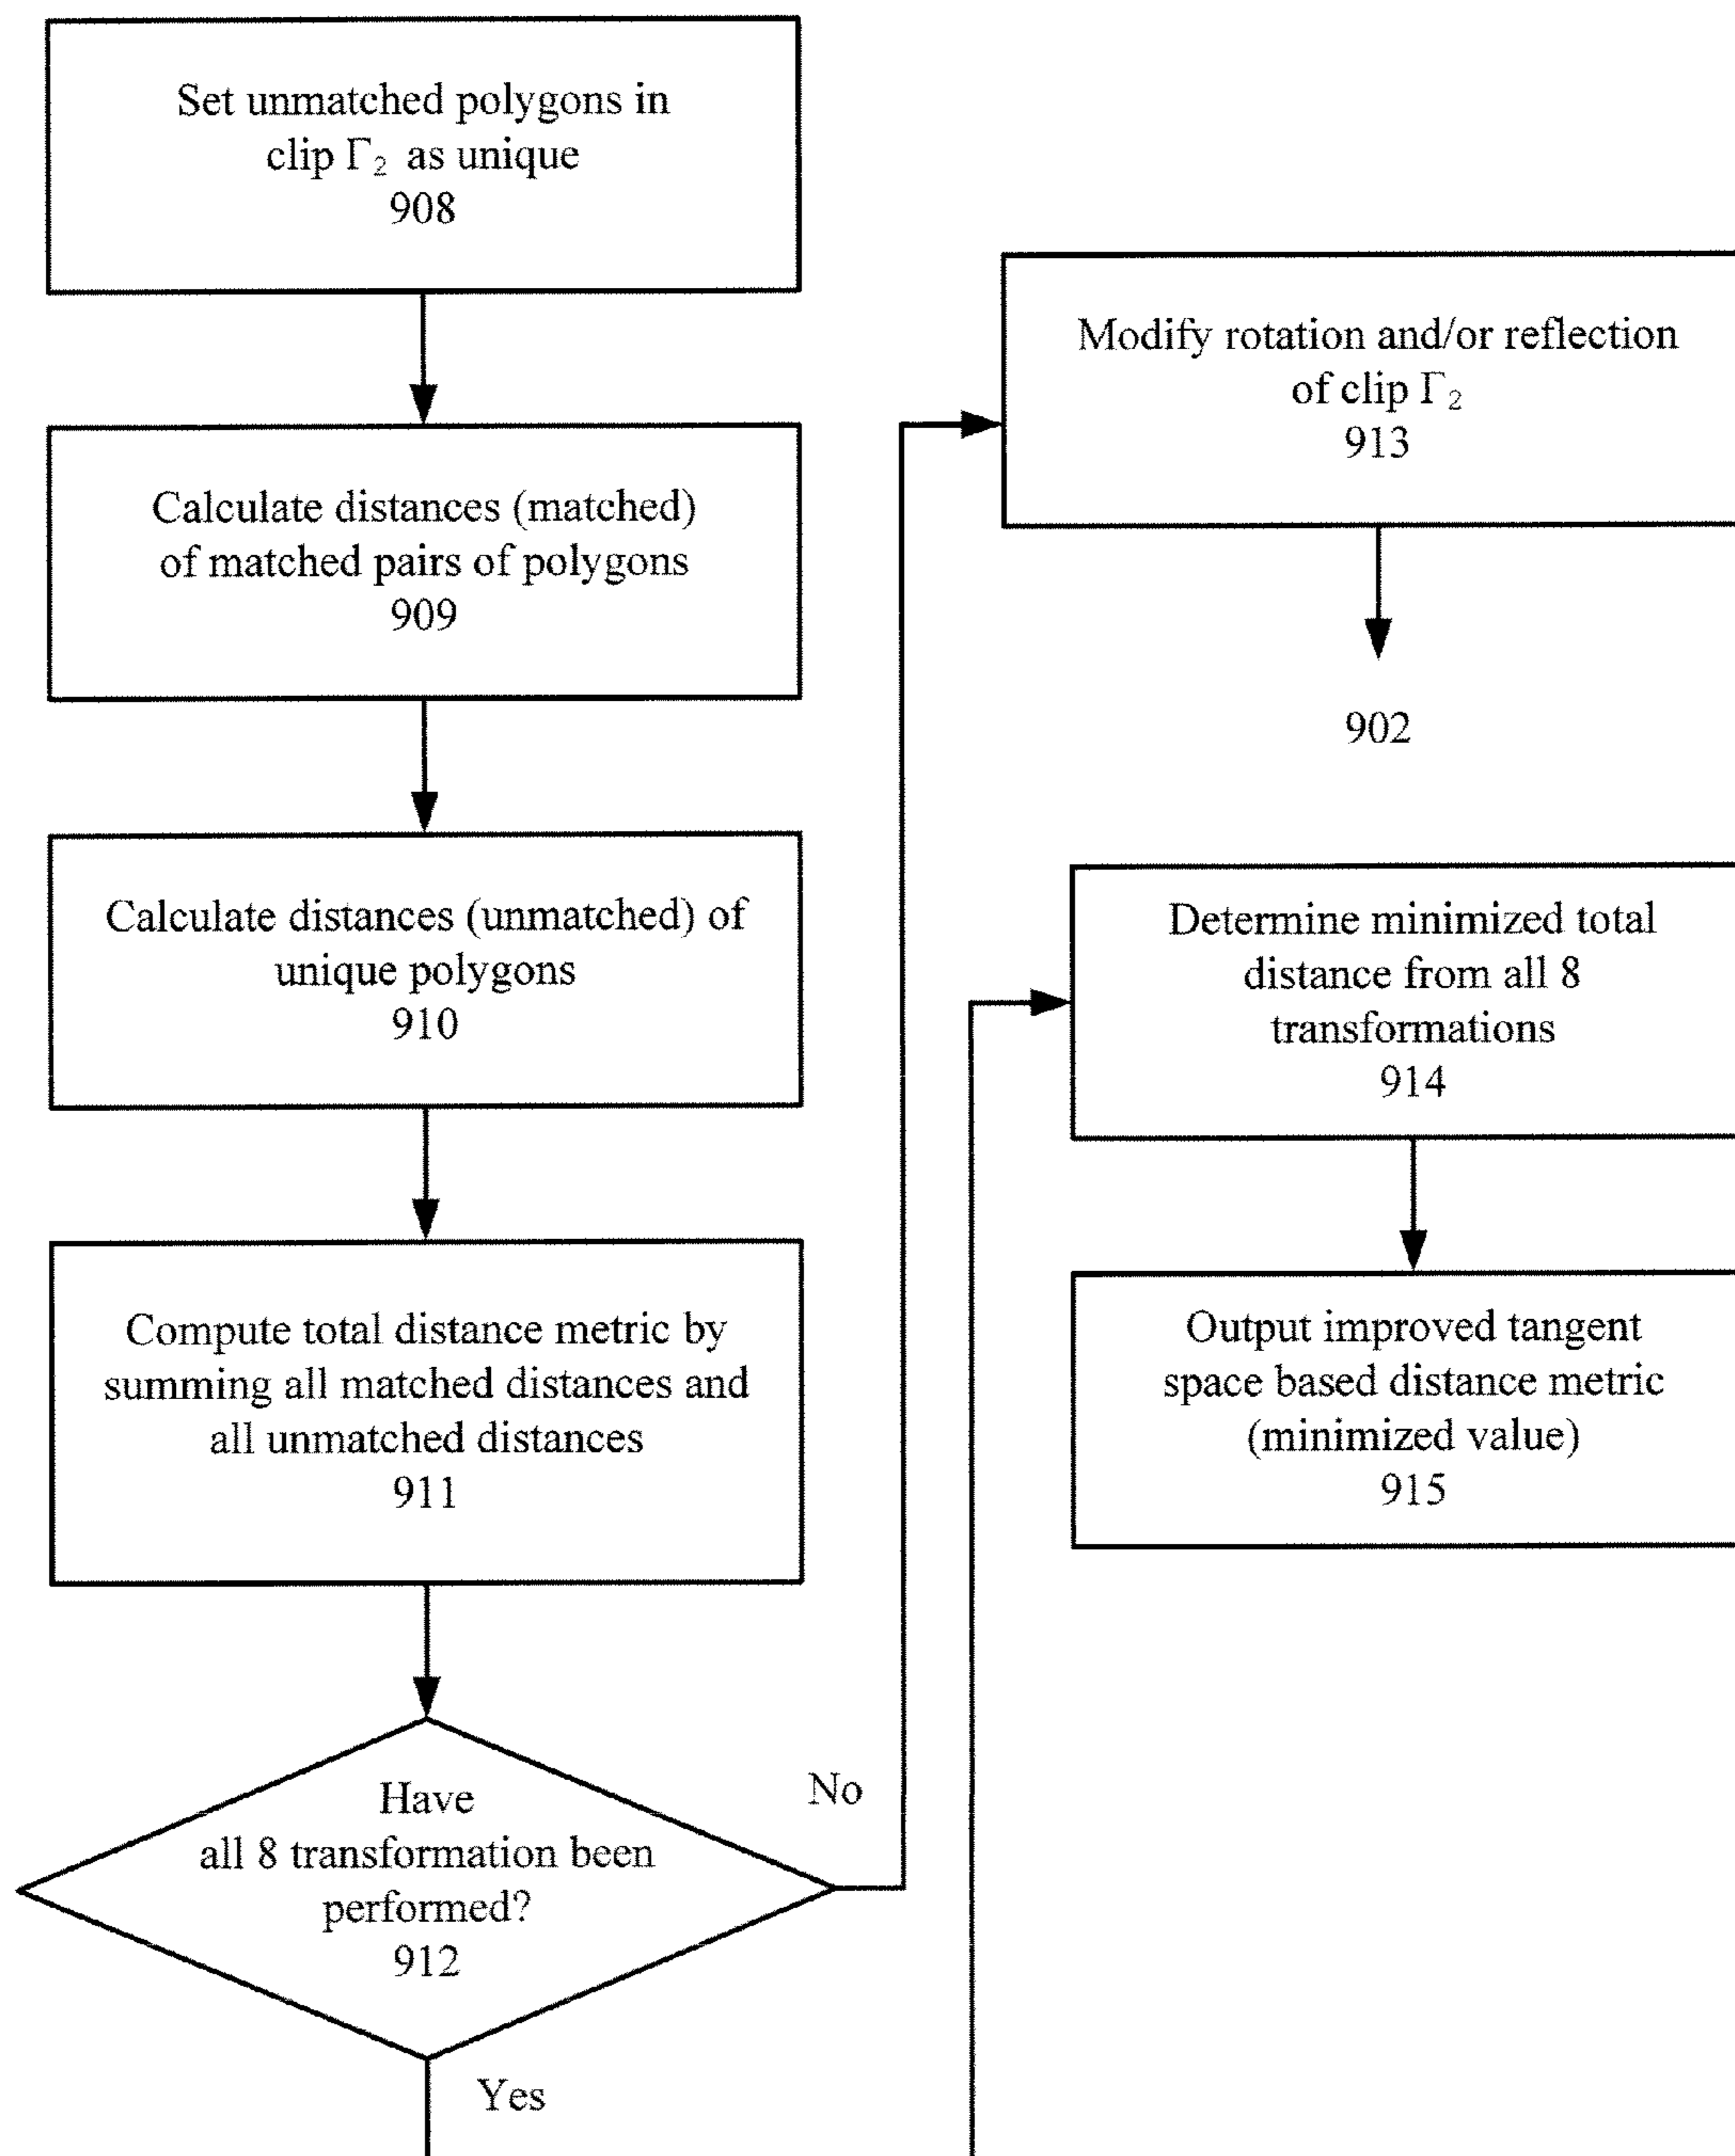 Set unmatched polygons in
clip Γ₂ as unique
908
Calculate distances (matched)
of matched pairs of polygons
909
Calculate distances (unmatched) of
unique polygons
910
Compute total distance metric by
summing all matched distances and
all unmatched distances
911
Have
all 8 transformation been
performed?
912
No
Yes
Modify rotation and/or reflection
of clip Γ₂
913
902
Determine minimized total
distance from all 8
transformations
914
Output improved tangent
space based distance metric
(minimized value)
915